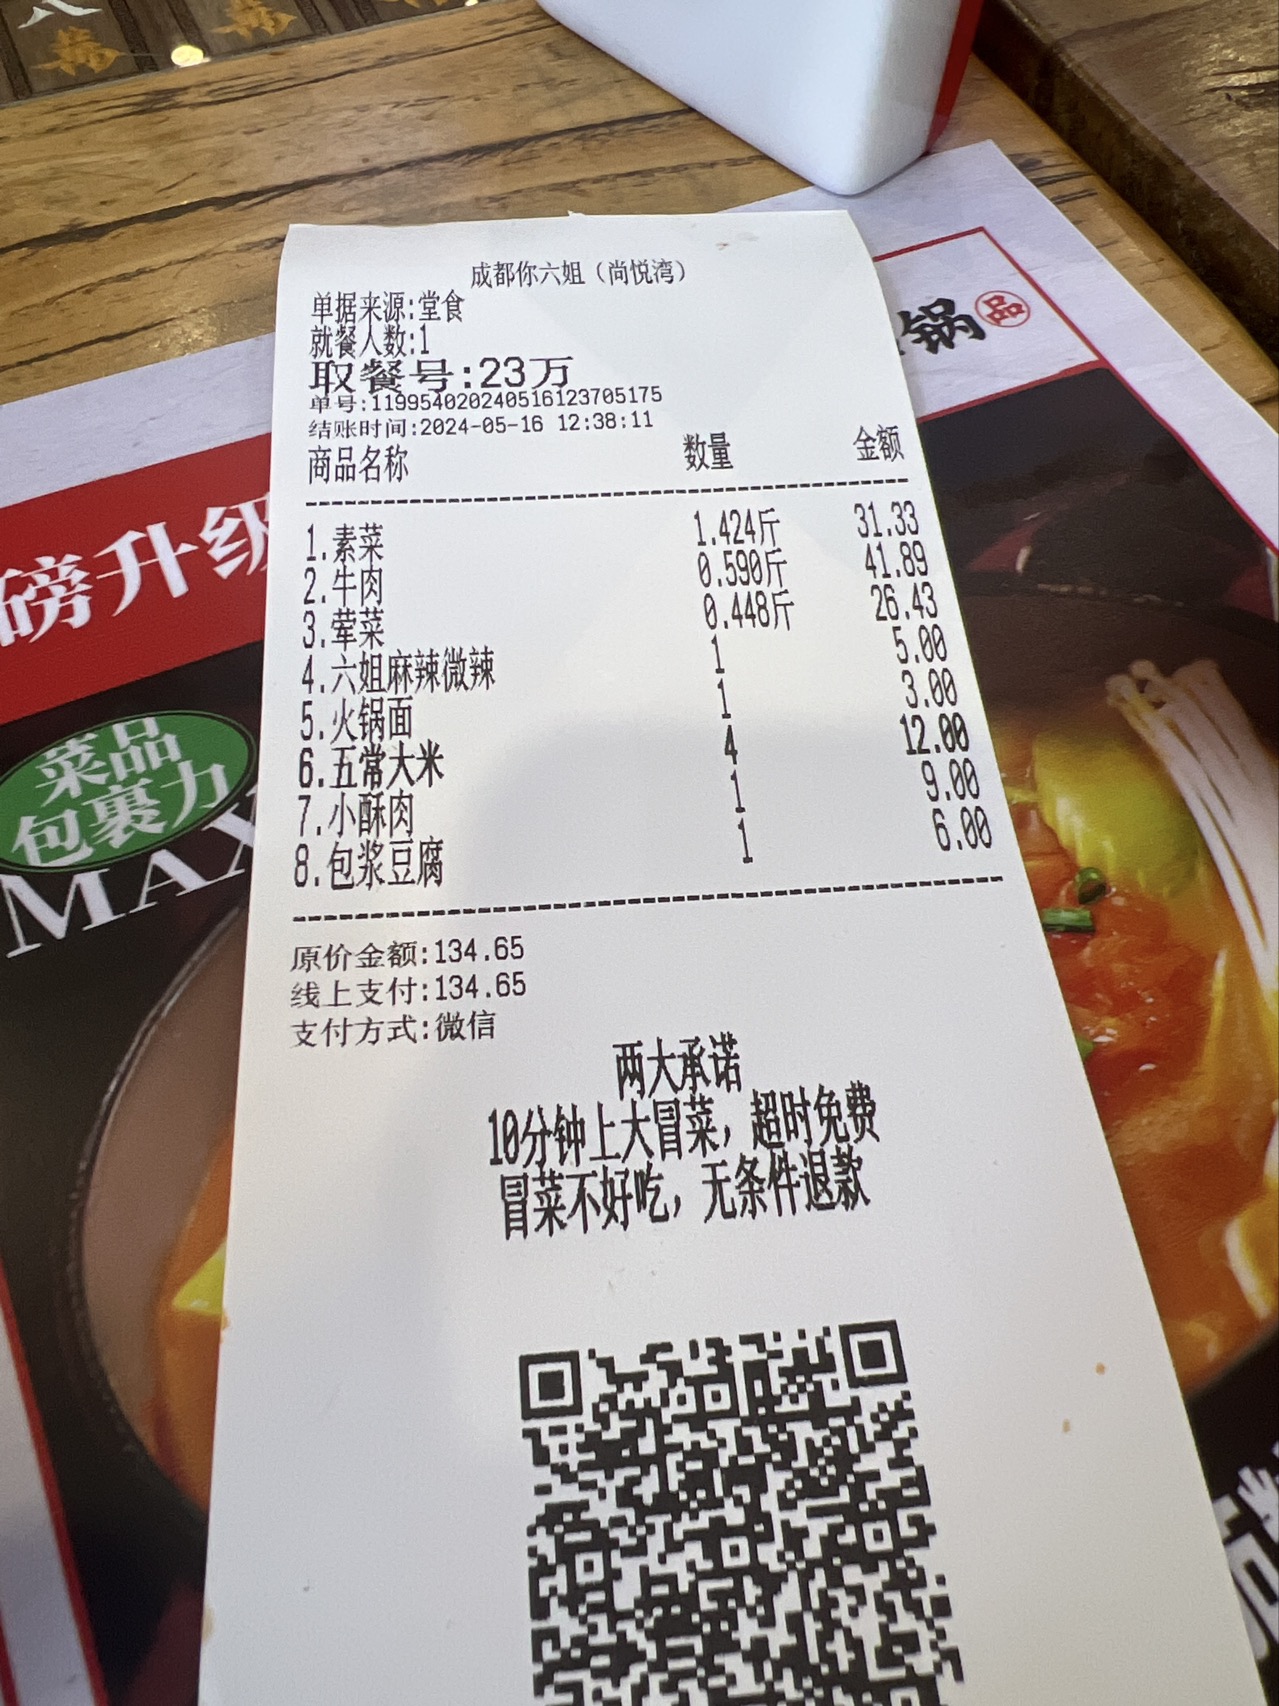 成都你六姐（尚悦湾）
单据来源:堂食
就餐人数:1
取餐号:23万
单号:1199540202405161237051​75
结账时间:2024-05-16 12:38:11
商品名称 数量 金额
1.素菜 1.424斤 31.33
2.牛肉 0.590斤 41.89
3.荤菜 0.448斤 26.43
4.六姐麻辣微辣 1 5.00
5.火锅面 1 3.00
6.五常大米 4 12.00
7.小酥肉 1 9.00
8.包浆豆腐 1 6.00
原价金额:134.65
线上支付:134.65
支付方式:微信
两大承诺
10分钟上大冒菜，超时免费
冒菜不好吃，无条件退款
锅
品
磅升级
菜品
包裹力
MAX